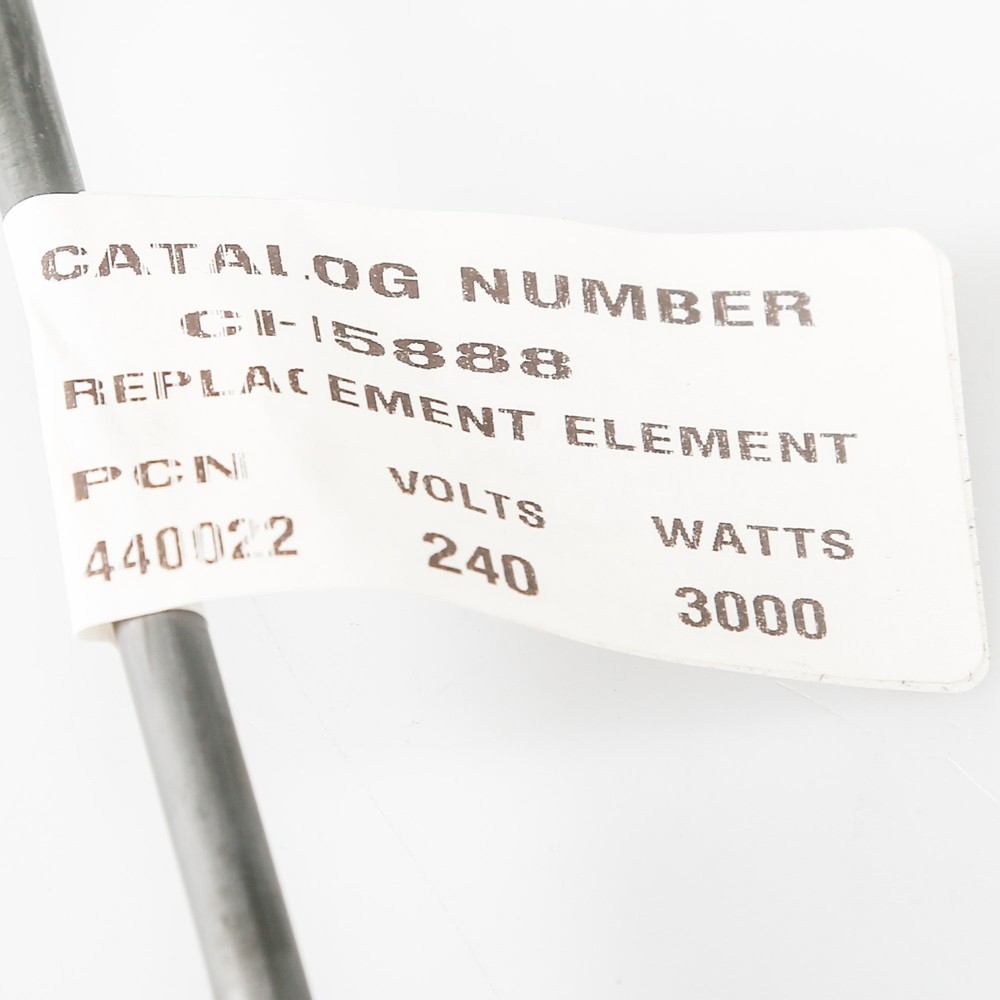 CATALOG NUMBER
CH5888
REPLACEMENT ELEMENT
PCN VOLTS WATTS
440022 240 3000